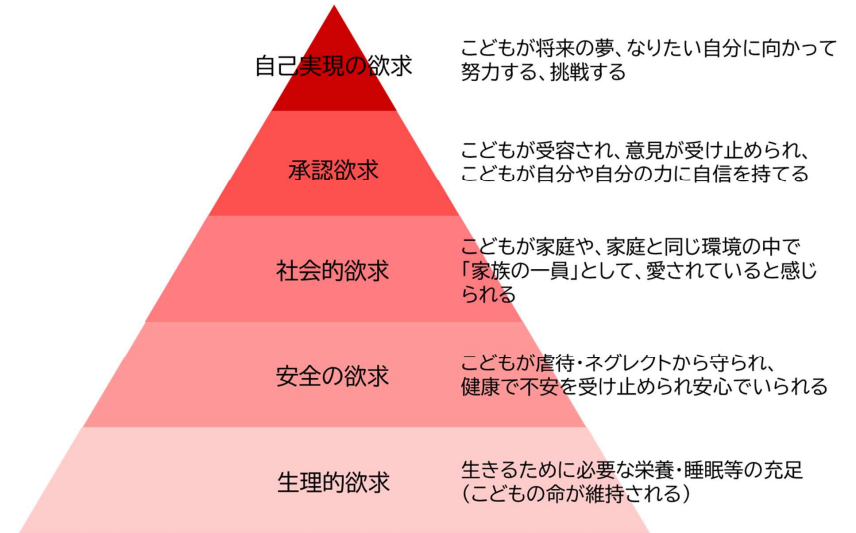 自己実現の欲求
こどもが将来の夢、なりたい自分に向かって
努力する、挑戦する
承認欲求
こどもが受容され、意見が受け止められ、
こどもが自分や自分の力に自信を持てる
社会的欲求
こどもが家庭や、家庭と同じ環境の中で
「家族の一員」として、愛されていると感じ
られる
安全の欲求
こどもが虐待・ネグレクトから守られ、
健康で不安を受け止められ安心でいられる
生理的欲求
生きるために必要な栄養・睡眠等の充足
（こどもの命が維持される）